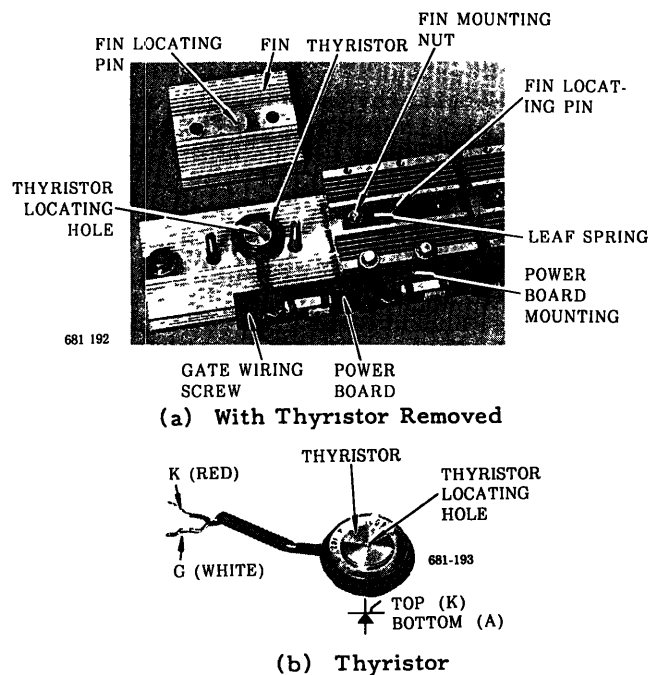 FIN LOCATING
PIN
FIN
THYRISTOR
FIN MOUNTING
NUT
FIN LOCAT-
ING PIN
THYRISTOR
LOCATING
HOLE
LEAF SPRING
POWER
BOARD
MOUNTING
681 192
GATE WIRING
SCREW
POWER
BOARD
(a) With Thyristor Removed
THYRISTOR
K (RED)
THYRISTOR
LOCATING
HOLE
G (WHITE)
681-193
TOP (K)
BOTTOM (A)
(b) Thyristor